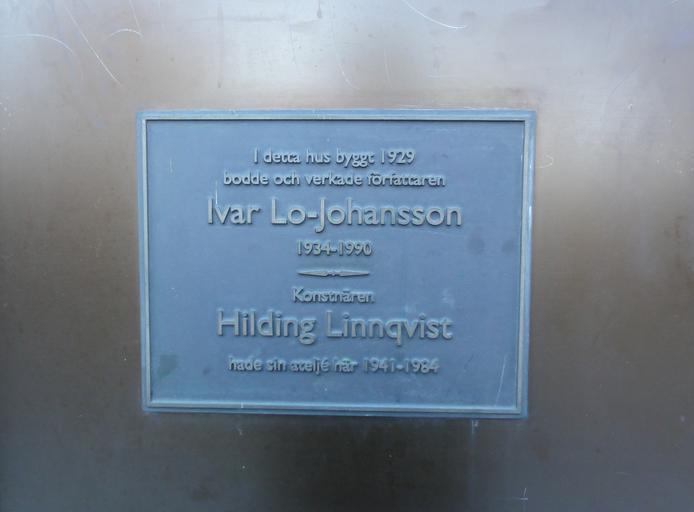 I detta hus byggt 1929
bodde och verkade författaren
Ivar Lo-Johansson
1934-1990
Konstnären
Hilding Linnqvist
hade sin ateljé här 1941-1984